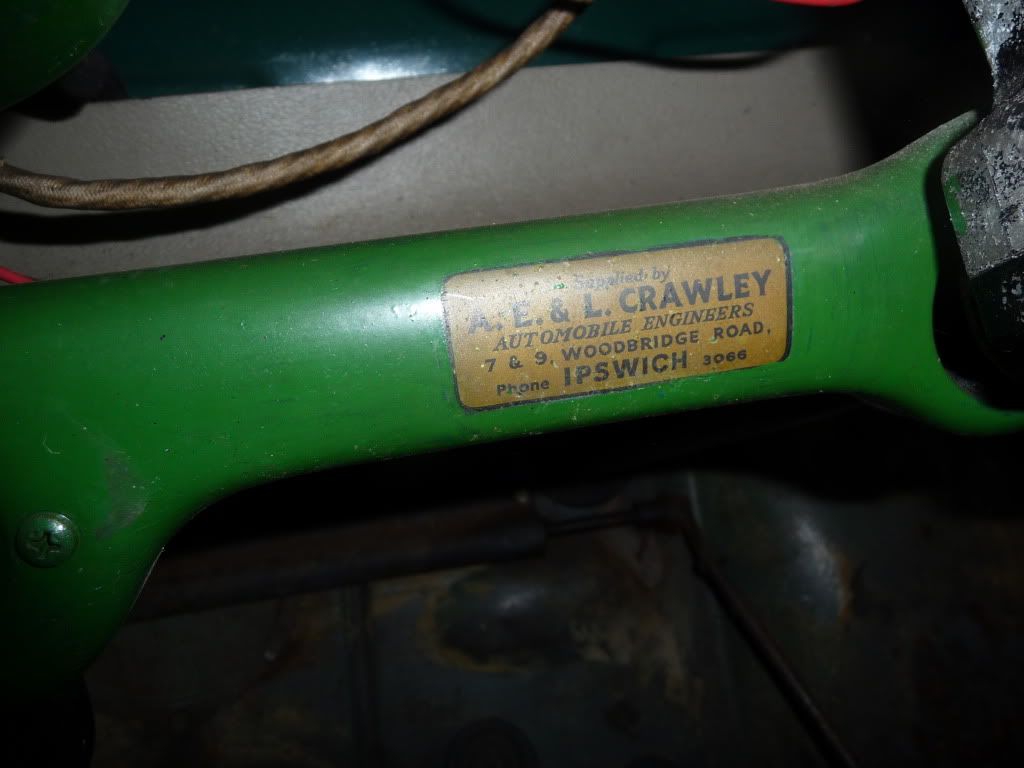 Supplied by
A. E. & L. CRAWLEY
AUTOMOBILE ENGINEERS
7 & 9, WOODBRIDGE ROAD,
Phone IPSWICH 3066